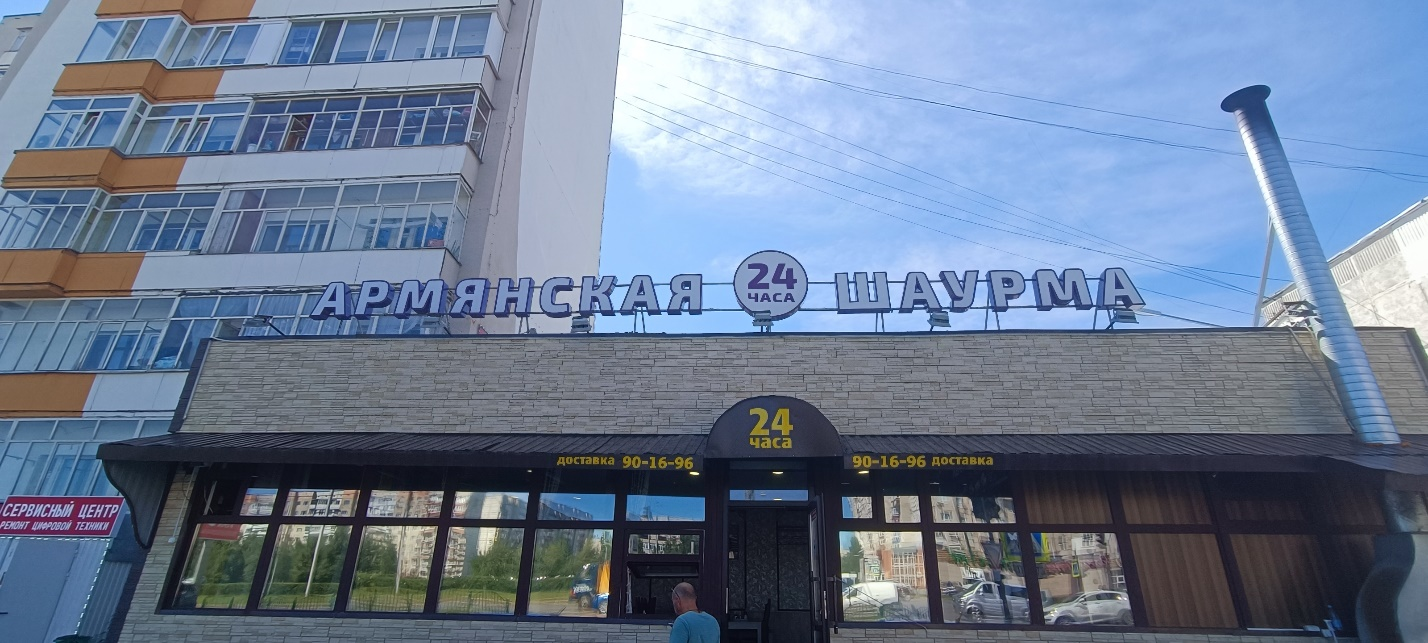 АРМЯНСКАЯ 24 ЧАСА ШАУРМА
24 часа
доставка 90-16-96
90-16-96 доставка
СЕРВИСНЫЙ ЦЕНТР
РЕМОНТ ЦИФРОВОЙ ТЕХНИКИ